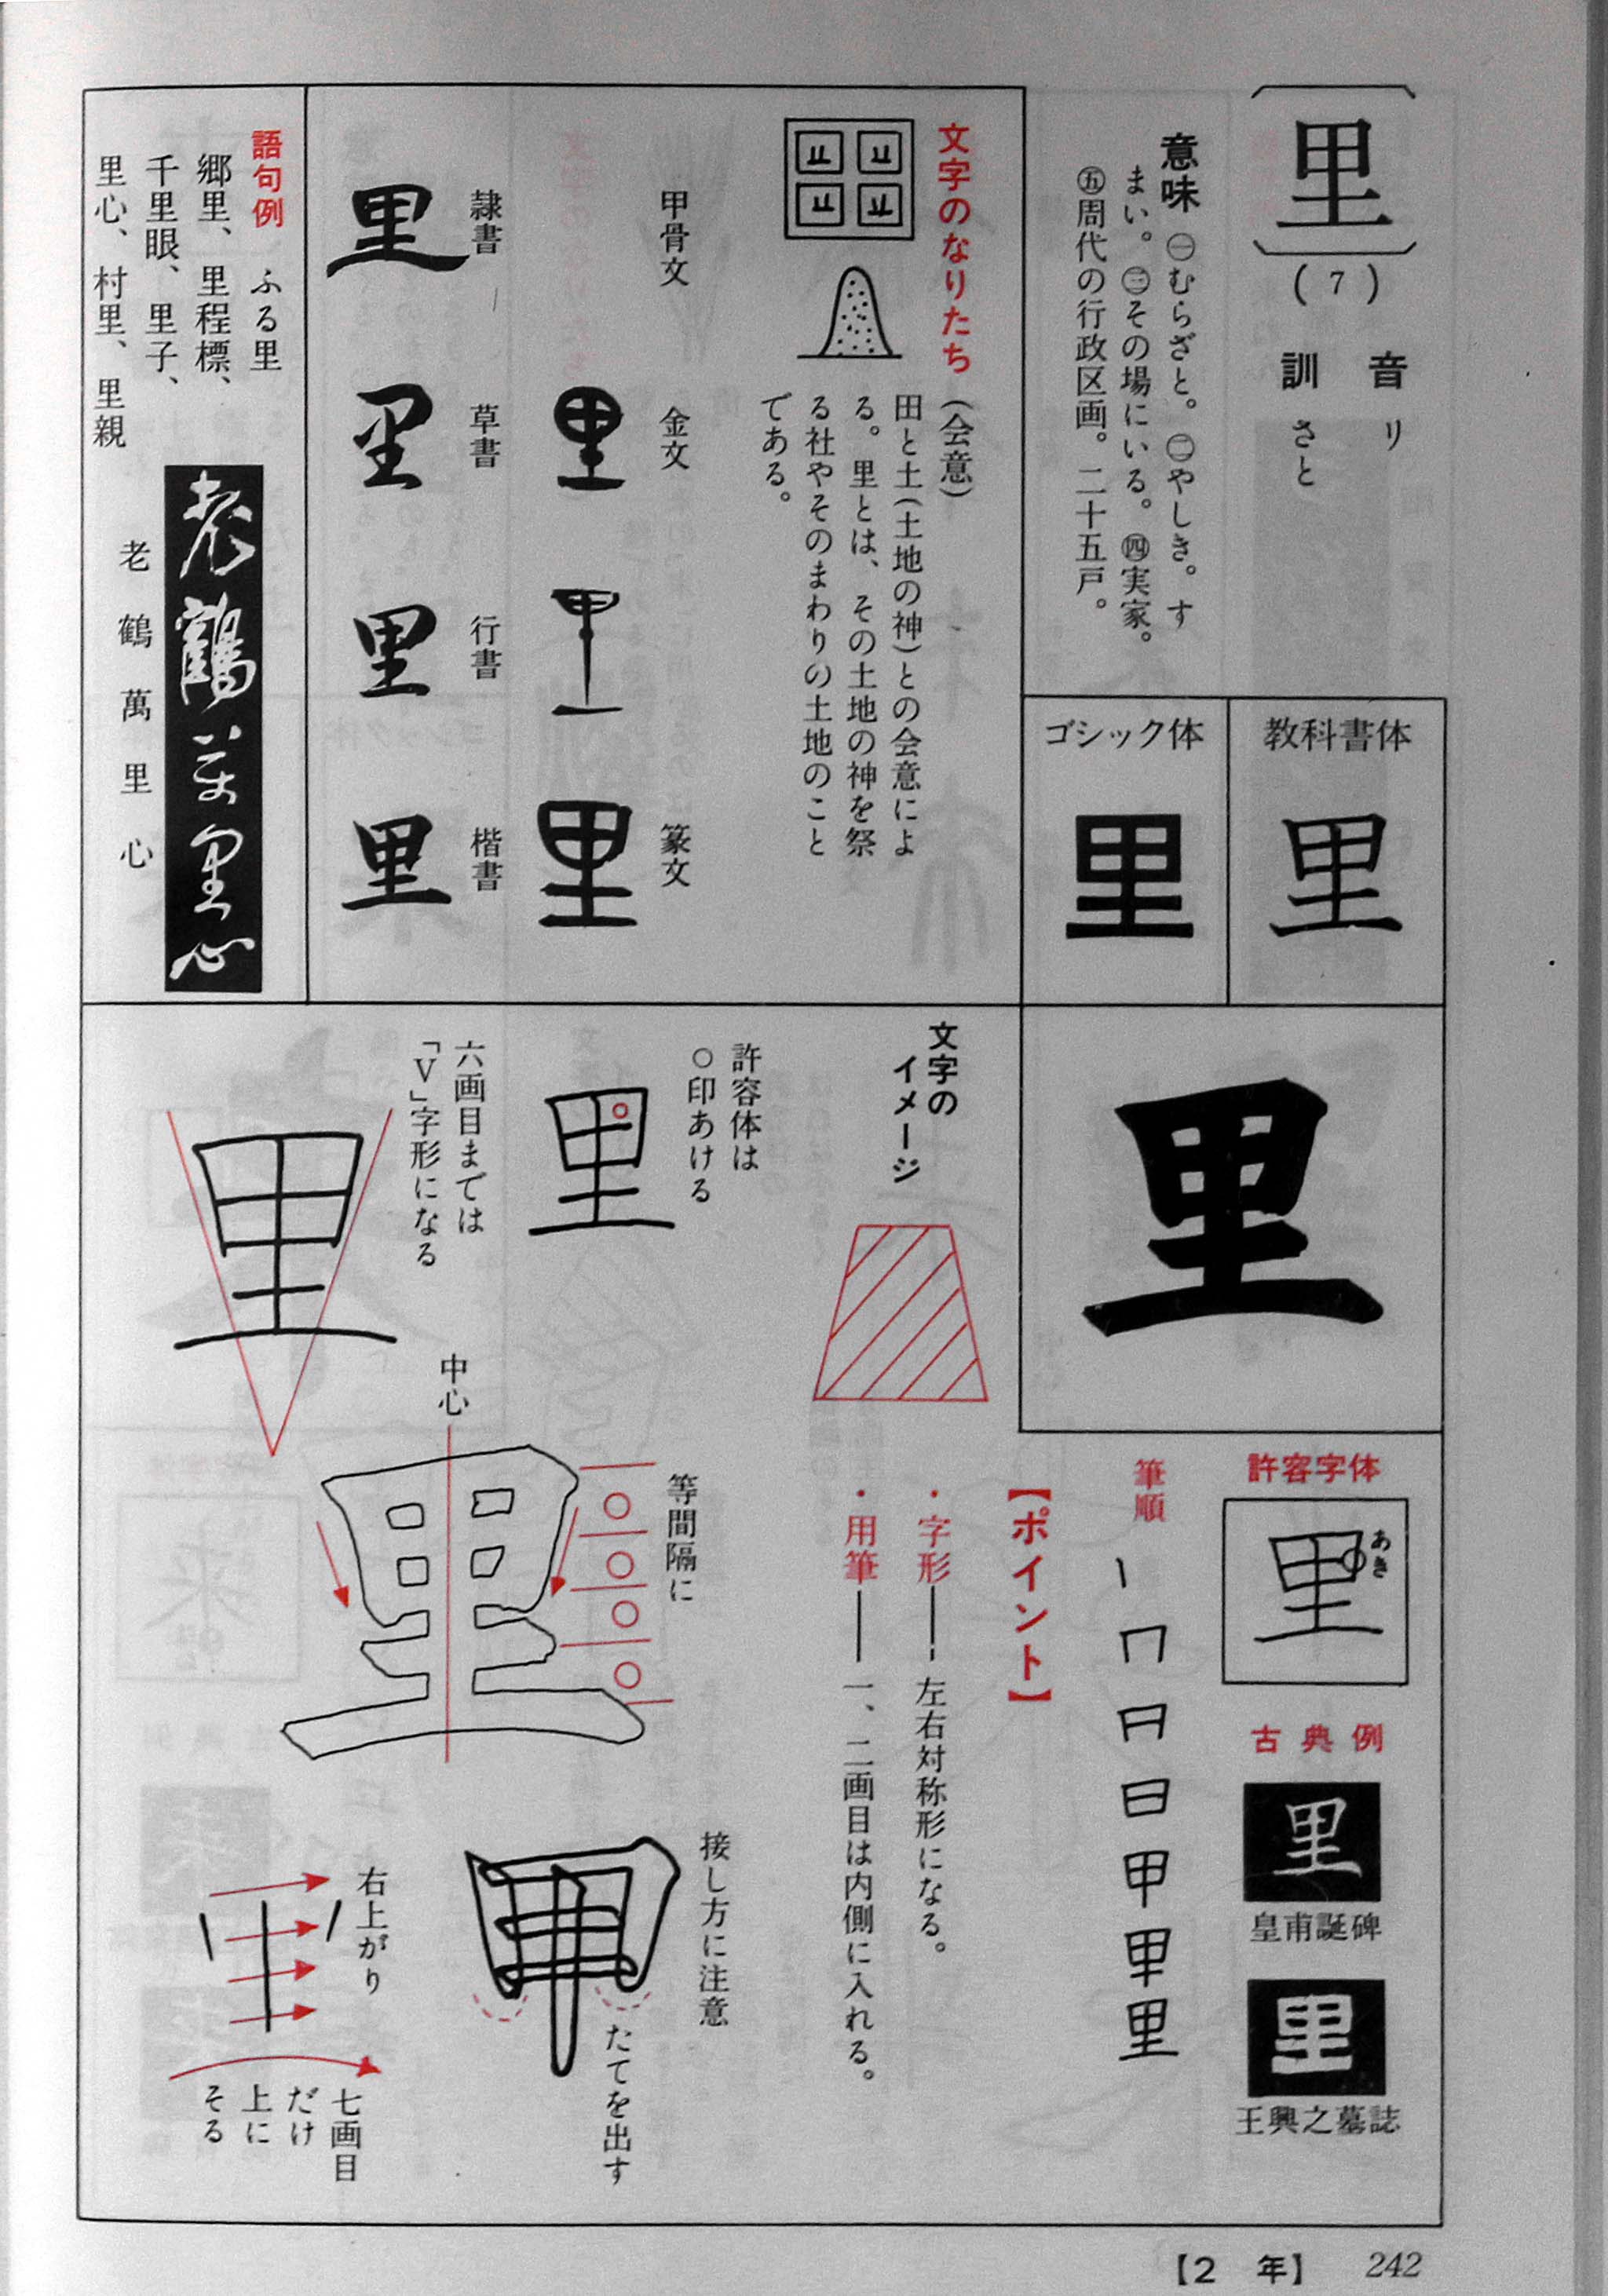 里
(7)
音 リ
訓 さと
意味 ㊀むらざと。㊁やしき。す
まい。㊂その場にいる。㊃実家。
㊄周代の行政区画。二十五戸。
教科書体
里
ゴシック体
里
文字のなりたち (会意)
田と土(土地の神)との会意によ
る。里とは、その土地の神を祭
る社やそのまわりの土地のこと
である。
甲骨文
金文
里
里
篆文
里
隷書
里
草書
里
行書
里
楷書
里
語句例 ふる里
郷里、里程標、
千里眼、里子、
里心、村里、里親
老鶴萬里心
老鶴萬里心
里
許容字体
里
あき
古典例
里
皇甫誕碑
里
王興之墓誌
筆順
里
【ポイント】
・字形——左右対称形になる。
・用筆——一、二画目は内側に入れる。
文字の
イメージ
許容体は
○印あける
里
六画目までは
「V」字形になる
里
中心
等間隔に
里
接し方に注意
たてを出す
右上がり
七画目
だけ
上に
そる
【2 年】 242